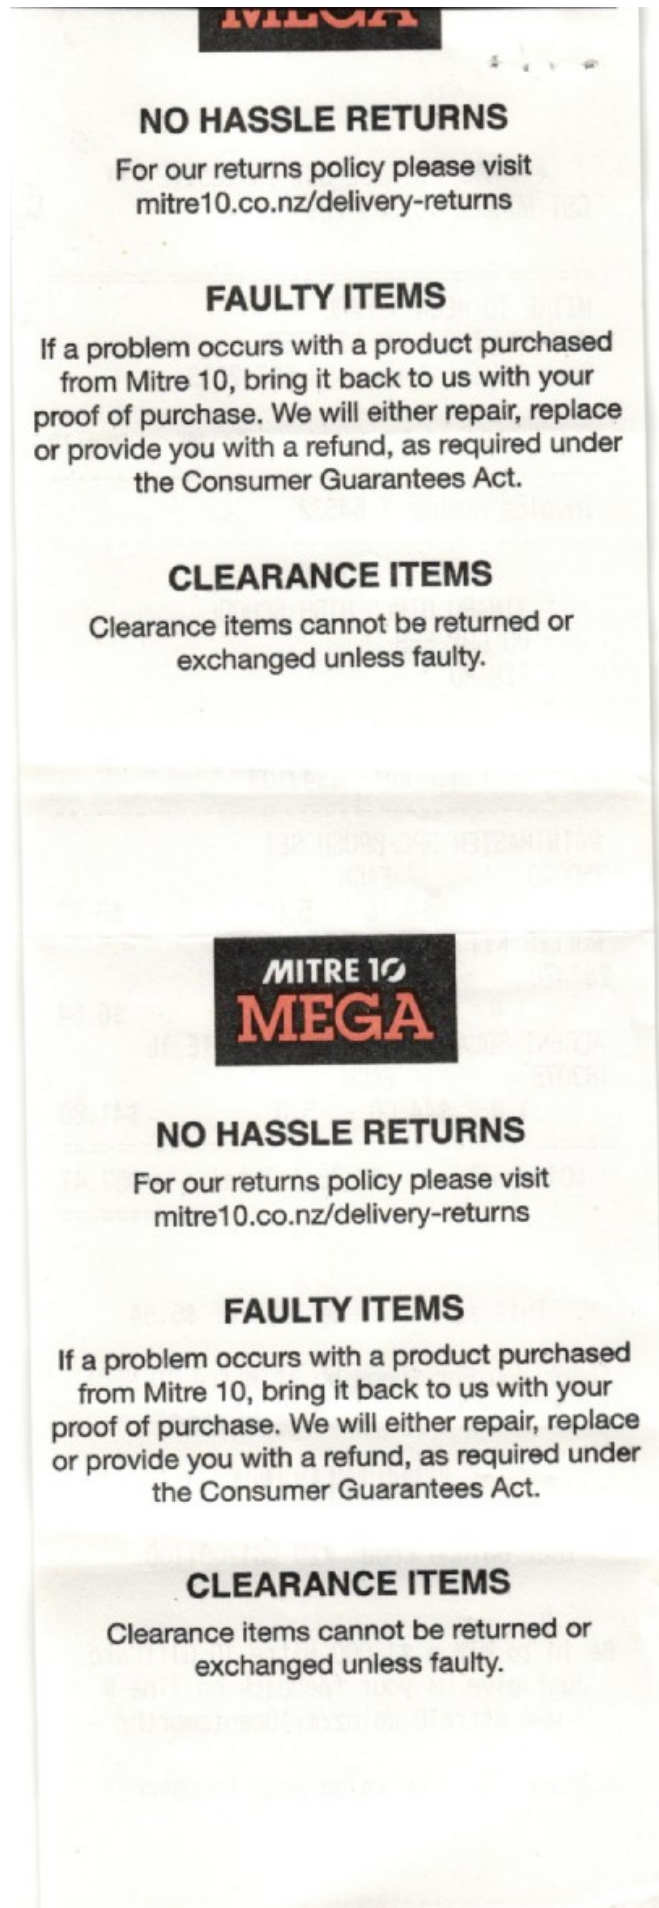 MEGA
NO HASSLE RETURNS
For our returns policy please visit
mitre10.co.nz/delivery-returns
FAULTY ITEMS
If a problem occurs with a product purchased
from Mitre 10, bring it back to us with your
proof of purchase. We will either repair, replace
or provide you with a refund, as required under
the Consumer Guarantees Act.
CLEARANCE ITEMS
Clearance items cannot be returned or
exchanged unless faulty.
MITRE 10
MEGA
NO HASSLE RETURNS
For our returns policy please visit
mitre10.co.nz/delivery-returns
FAULTY ITEMS
If a problem occurs with a product purchased
from Mitre 10, bring it back to us with your
proof of purchase. We will either repair, replace
or provide you with a refund, as required under
the Consumer Guarantees Act.
CLEARANCE ITEMS
Clearance items cannot be returned or
exchanged unless faulty.